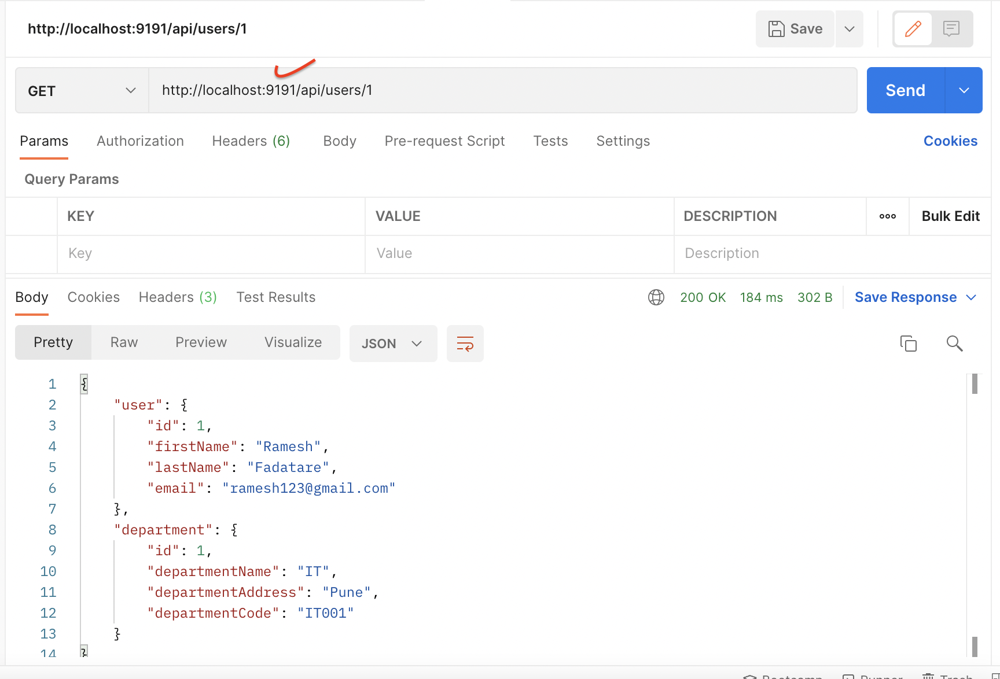 http://localhost:9191/api/users/1
Save
GET http://localhost:9191/api/users/1 Send
Params Authorization Headers (6) Body Pre-request Script Tests Settings Cookies
Query Params
KEY VALUE DESCRIPTION ooo Bulk Edit
Key Value Description
Body Cookies Headers (3) Test Results 200 OK 184 ms 302 B Save Response
Pretty Raw Preview Visualize JSON
1 {
2 "user": {
3 "id": 1,
4 "firstName": "Ramesh",
5 "lastName": "Fadatare",
6 "email": "ramesh123@gmail.com"
7 },
8 "department": {
9 "id": 1,
10 "departmentName": "IT",
11 "departmentAddress": "Pune",
12 "departmentCode": "IT001"
13 }
14 }
Bootcamp Runner Trash